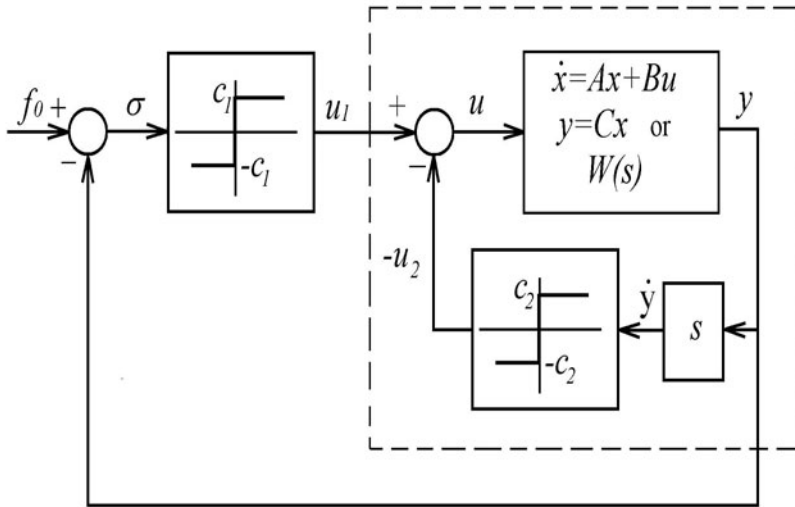 f₀ +
−
σ
c₁
-c₁
u₁
+
−
u
ẋ=Ax+Bu
y=Cx or
W(s)
y
-u₂
c₂
-c₂
ẏ
s